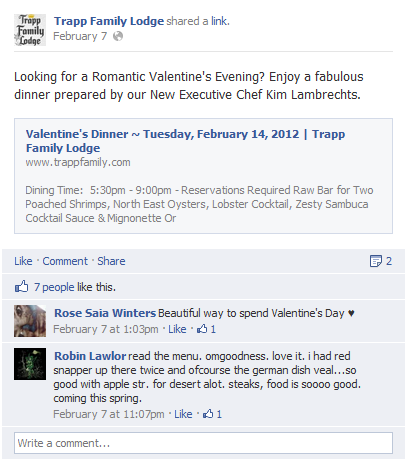 Trapp
Family
Lodge
Trapp Family Lodge shared a link.
February 7
Looking for a Romantic Valentine's Evening? Enjoy a fabulous
dinner prepared by our New Executive Chef Kim Lambrechts.
Valentine's Dinner ~ Tuesday, February 14, 2012 | Trapp
Family Lodge
www.trappfamily.com
Dining Time: 5:30pm - 9:00pm - Reservations Required Raw Bar for Two
Poached Shrimps, North East Oysters, Lobster Cocktail, Zesty Sambuca
Cocktail Sauce & Mignonette Or
Like · Comment · Share 2
7 people like this.
Rose Saia Winters Beautiful way to spend Valentine's Day ♥
February 7 at 1:03pm · Like · 1
Robin Lawlor read the menu. omgoodness. love it. i had red
snapper up there twice and ofcourse the german dish veal...so
good with apple str. for desert alot. steaks, food is soooo good.
coming this spring.
February 7 at 11:07pm · Like · 1
Write a comment...